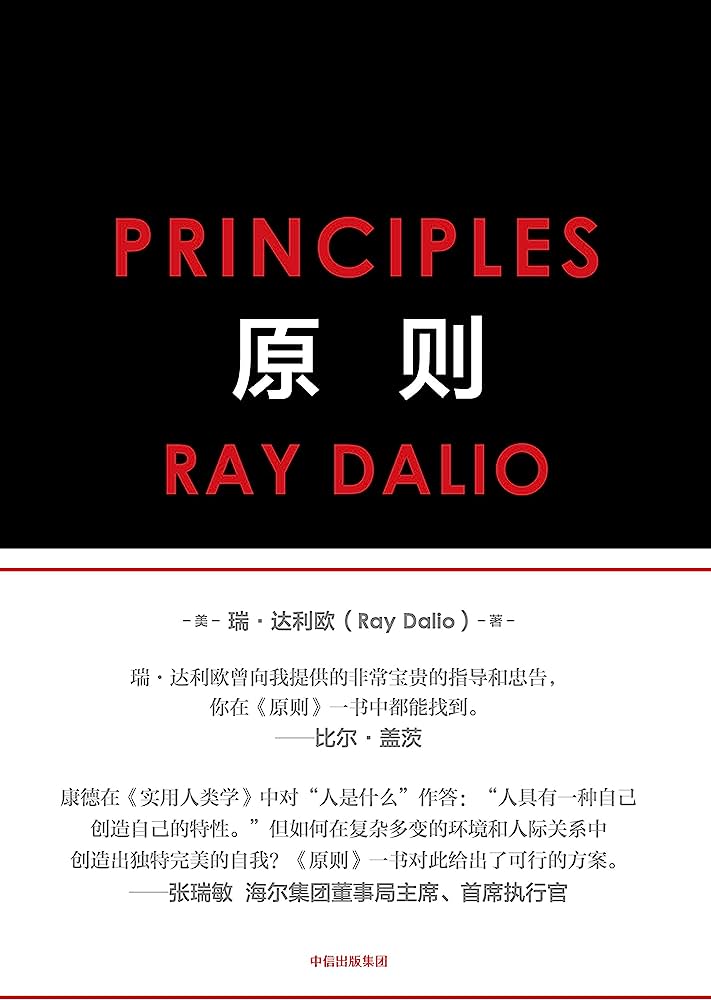 PRINCIPLES
原 则
RAY DALIO
-美- 瑞·达利欧（Ray Dalio）-著-
瑞·达利欧曾向我提供的非常宝贵的指导和忠告，
你在《原则》一书中都能找到。
——比尔·盖茨
康德在《实用人类学》中对“人是什么”作答：“人具有一种自己
创造自己的特性。”但如何在复杂多变的环境和人际关系中
创造出独特完美的自我？《原则》一书对此给出了可行的方案。
——张瑞敏 海尔集团董事局主席、首席执行官
中信出版集团